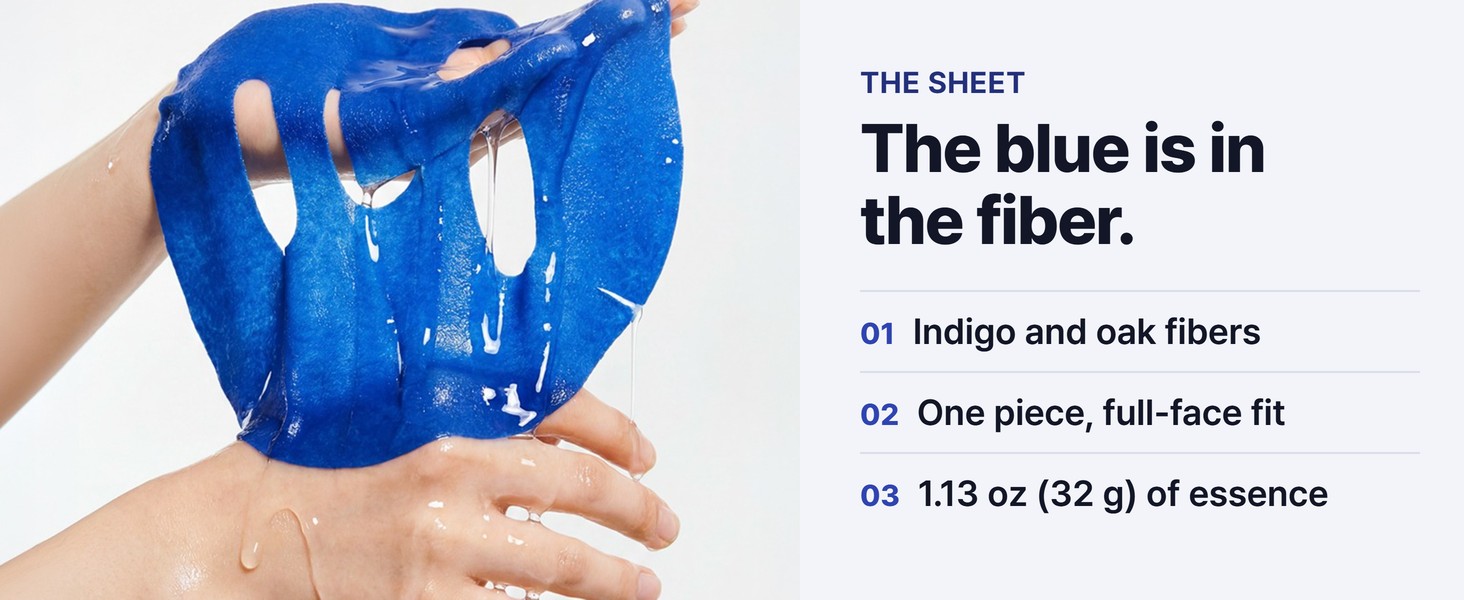 THE SHEET
The blue is in
the fiber.
01 Indigo and oak fibers
02 One piece, full-face fit
03 1.13 oz (32 g) of essence